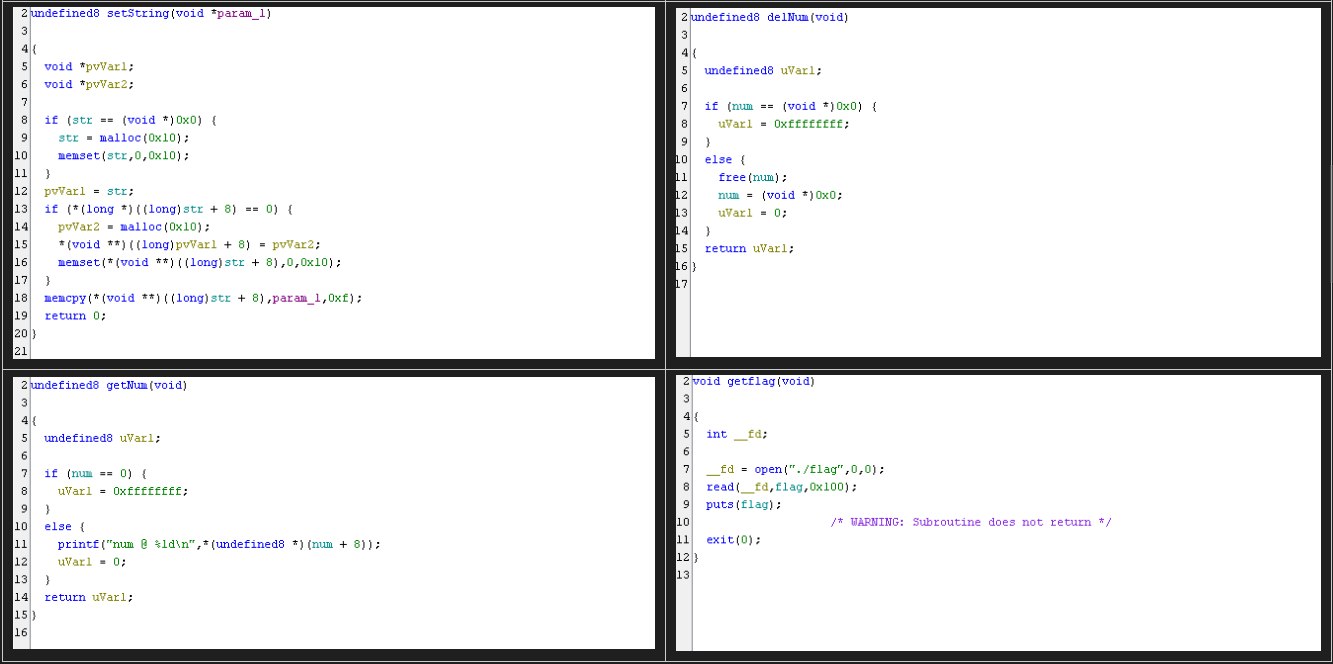 2 undefined8 setString(void *param_1)
3
4 {
5   void *pvVar1;
6   void *pvVar2;
7
8   if (str == (void *)0x0) {
9     str = malloc(0x10);
10     memset(str,0,0x10);
11   }
12   pvVar1 = str;
13   if (*(long *)((long)str + 8) == 0) {
14     pvVar2 = malloc(0x10);
15     *(void **)((long)pvVar1 + 8) = pvVar2;
16     memset(*(void **)((long)str + 8),0,0x10);
17   }
18   memcpy(*(void **)((long)str + 8),param_1,0xf);
19   return 0;
20 }
21
2 undefined8 delNum(void)
3
4 {
5   undefined8 uVar1;
6
7   if (num == (void *)0x0) {
8     uVar1 = 0xffffffff;
9   }
10   else {
11     free(num);
12     num = (void *)0x0;
13     uVar1 = 0;
14   }
15   return uVar1;
16 }
17
2 undefined8 getNum(void)
3
4 {
5   undefined8 uVar1;
6
7   if (num == 0) {
8     uVar1 = 0xffffffff;
9   }
10   else {
11     printf("num @ %ld\n",*(undefined8 *)(num + 8));
12     uVar1 = 0;
13   }
14   return uVar1;
15 }
16
2 void getflag(void)
3
4 {
5   int __fd;
6
7   __fd = open("./flag",0,0);
8   read(__fd,flag,0x100);
9   puts(flag);
10                     /* WARNING: Subroutine does not return */
11   exit(0);
12 }
13